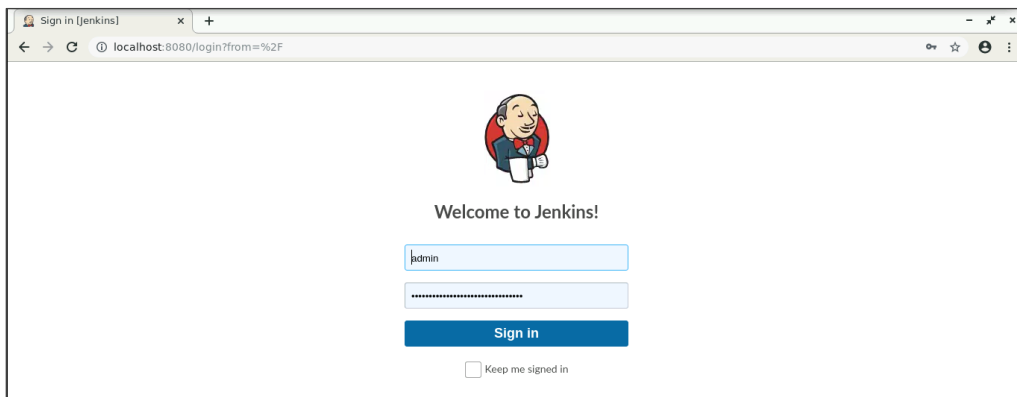 Sign in [Jenkins]
localhost:8080/login?from=%2F
Welcome to Jenkins!
admin
••••••••••••••••••••••••••••••••
Sign in
Keep me signed in